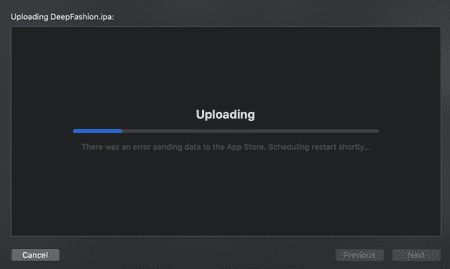 Uploading DeepFashion.ipa:
Uploading
There was an error sending data to the App Store. Scheduling restart shortly...
Cancel
Previous
Next